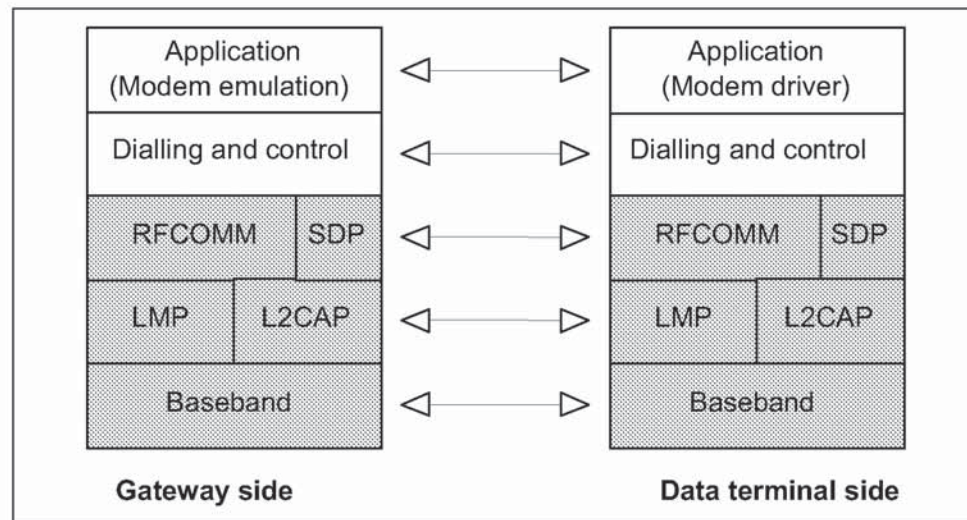 Application
(Modem emulation)
Dialling and control
RFCOMM
SDP
LMP
L2CAP
Baseband
Gateway side
Application
(Modem driver)
Dialling and control
RFCOMM
SDP
LMP
L2CAP
Baseband
Data terminal side